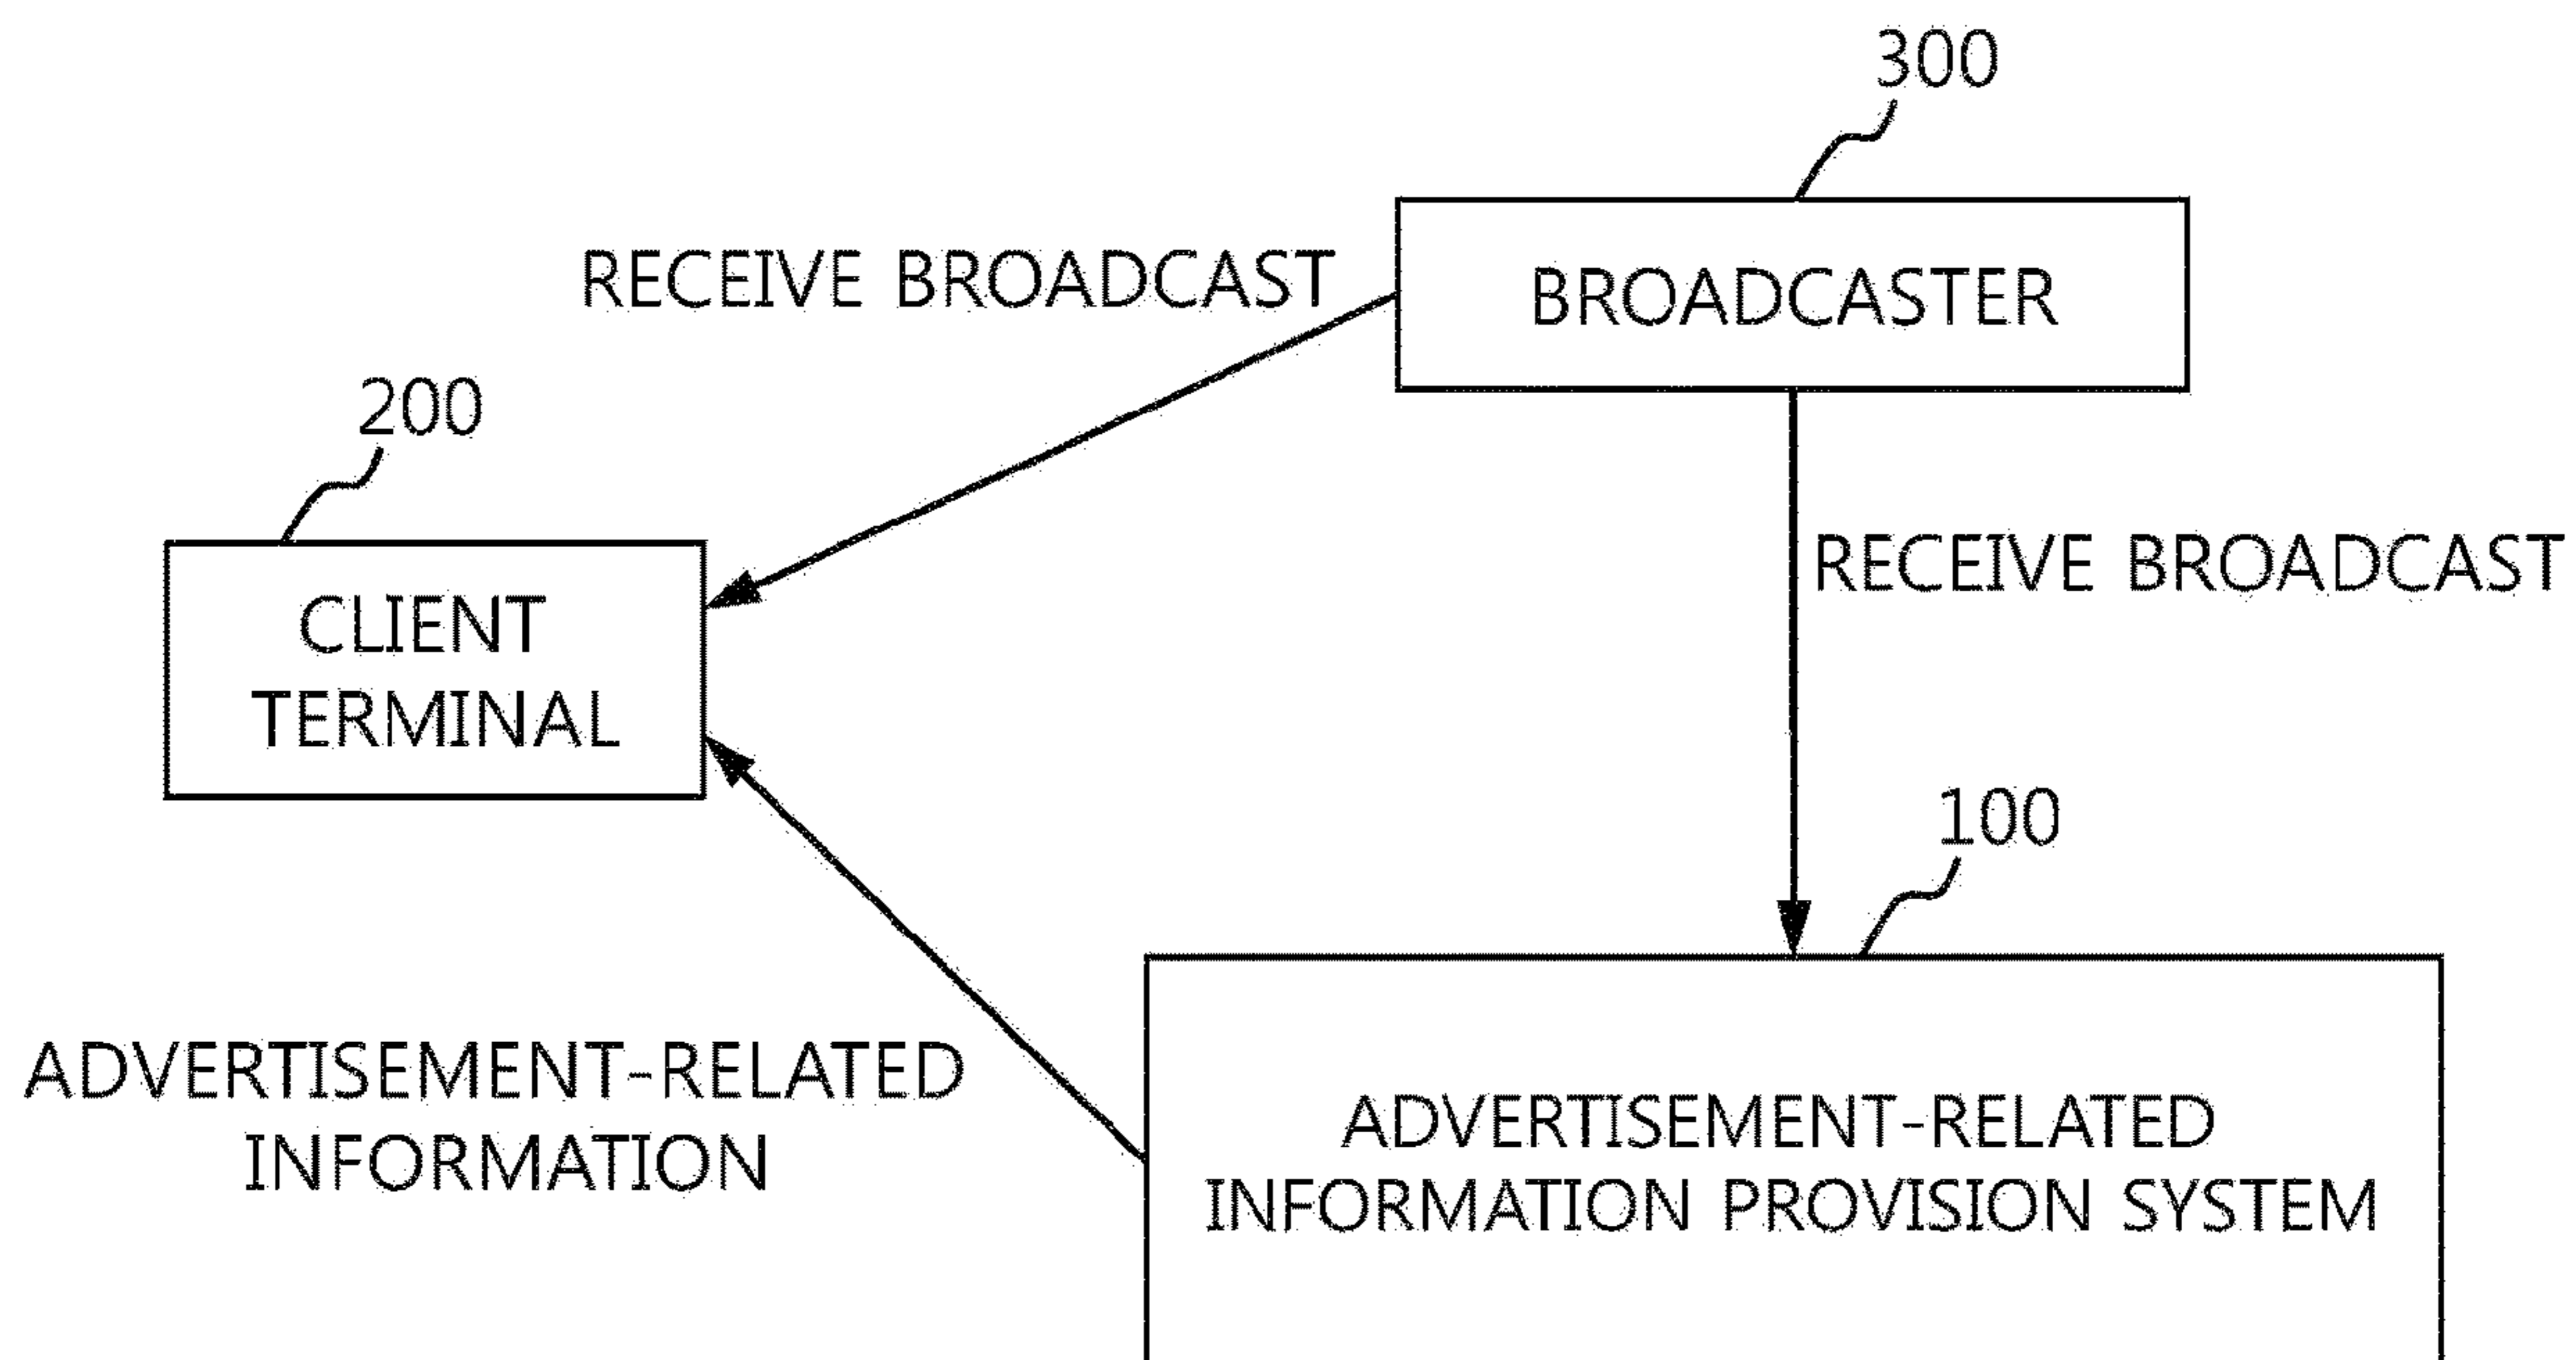 300
RECEIVE BROADCAST
BROADCASTER
200
RECEIVE BROADCAST
CLIENT
TERMINAL
100
ADVERTISEMENT-RELATED
INFORMATION
ADVERTISEMENT-RELATED
INFORMATION PROVISION SYSTEM